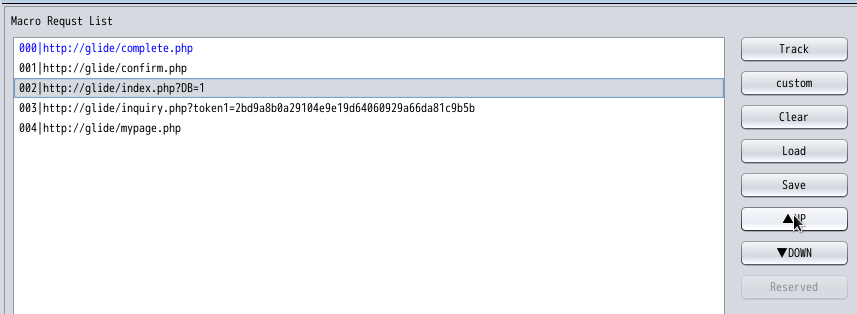 Macro Requst List
000|http://glide/complete.php
001|http://glide/confirm.php
002|http://glide/index.php?DB=1
003|http://glide/inquiry.php?token1=2bd9a8b0a29104e9e19d64060929a66da81c9b5b
004|http://glide/mypage.php
Track
custom
Clear
Load
Save
▲UP
▼DOWN
Reserved